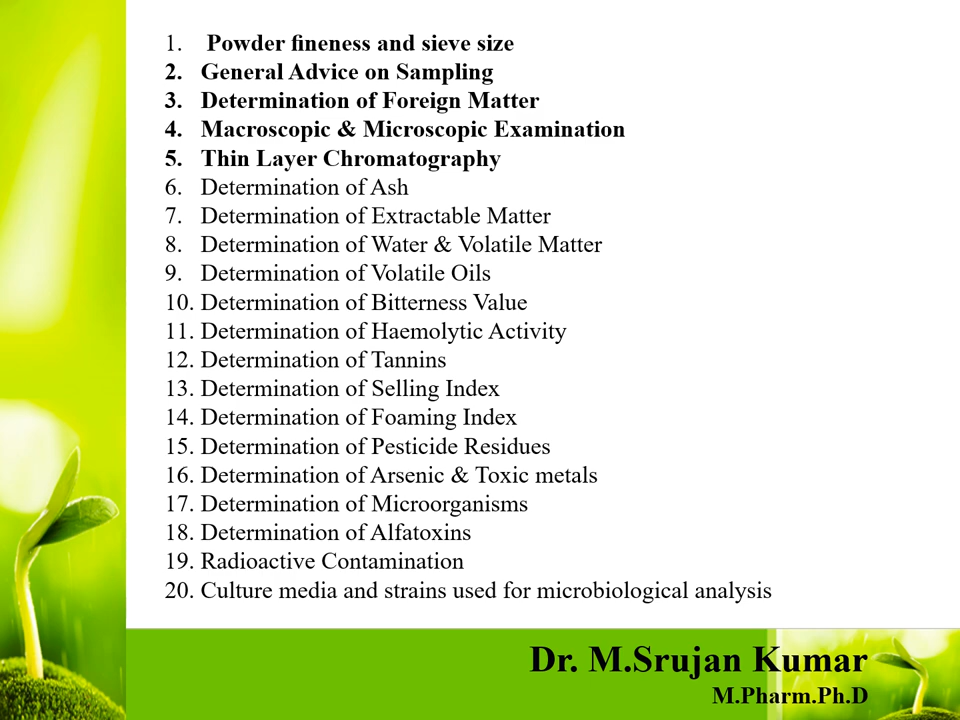 1. Powder fineness and sieve size
2. General Advice on Sampling
3. Determination of Foreign Matter
4. Macroscopic & Microscopic Examination
5. Thin Layer Chromatography
6. Determination of Ash
7. Determination of Extractable Matter
8. Determination of Water & Volatile Matter
9. Determination of Volatile Oils
10. Determination of Bitterness Value
11. Determination of Haemolytic Activity
12. Determination of Tannins
13. Determination of Selling Index
14. Determination of Foaming Index
15. Determination of Pesticide Residues
16. Determination of Arsenic & Toxic metals
17. Determination of Microorganisms
18. Determination of Alfatoxins
19. Radioactive Contamination
20. Culture media and strains used for microbiological analysis
Dr. M.Srujan Kumar
M.Pharm.Ph.D